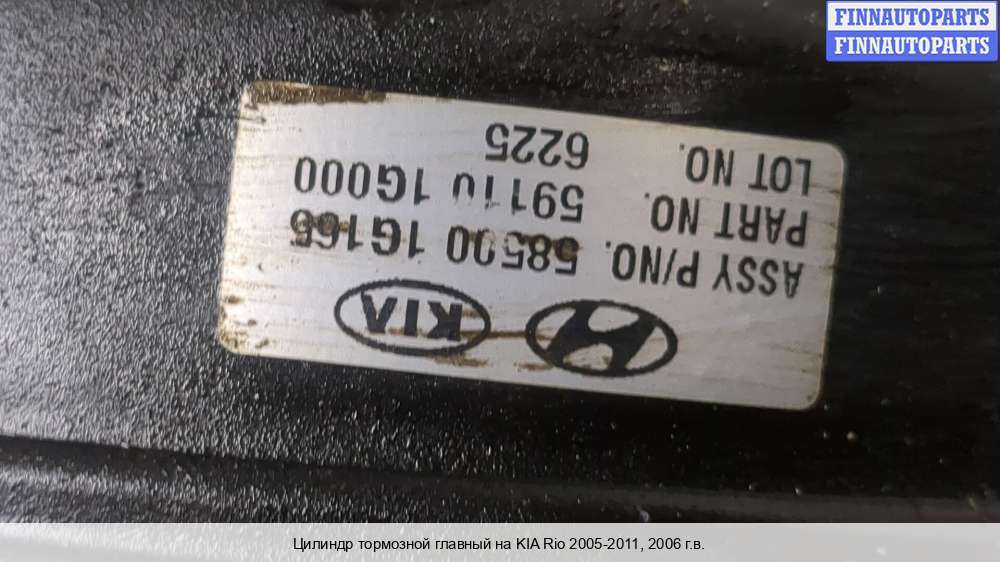 FINNAUTOPARTS
FINNAUTOPARTS
KIA
ASSY P/NO. 58500 1G165
PART NO. 59110 1G000
LOT NO. 6225
Цилиндр тормозной главный на KIA Rio 2005-2011, 2006 г.в.